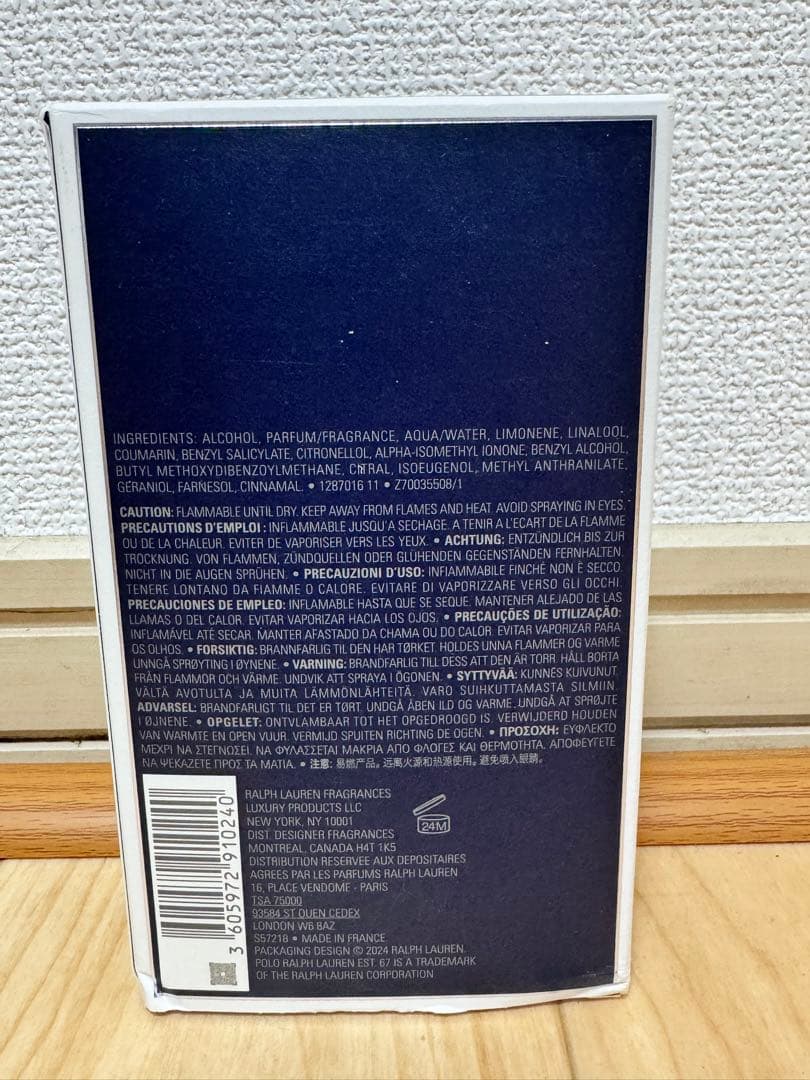 INGREDIENTS: ALCOHOL, PARFUM/FRAGRANCE, AQUA/WATER, LIMONENE, LINALOOL,
COUMARIN, BENZYL SALICYLATE, CITRONELLOL, ALPHA-ISOMETHYL IONONE, BENZYL ALCOHOL,
BUTYL METHOXYDIBENZOYLMETHANE, CITRAL, ISOEUGENOL, METHYL ANTHRANILATE,
GERANIOL, FARNESOL, CINNAMAL. • 1287016 11 • Z70035508/1
CAUTION: FLAMMABLE UNTIL DRY. KEEP AWAY FROM FLAMES AND HEAT. AVOID SPRAYING IN EYES. •
PRECAUTIONS D'EMPLOI : INFLAMMABLE JUSQU'A SECHAGE. A TENIR A L'ECART DE LA FLAMME
OU DE LA CHALEUR. EVITER DE VAPORISER VERS LES YEUX. • ACHTUNG: ENTZÜNDLICH BIS ZUR
TROCKNUNG. VON FLAMMEN, ZÜNDQUELLEN ODER GLÜHENDEN GEGENSTÄNDEN FERNHALTEN.
NICHT IN DIE AUGEN SPRÜHEN. • PRECAUZIONI D'USO: INFIAMMABILE FINCHÉ NON È SECCO.
TENERE LONTANO DA FIAMME O CALORE. EVITARE DI VAPORIZZARE VERSO GLI OCCHI.
PRECAUCIONES DE EMPLEO: INFLAMABLE HASTA QUE SE SEQUE. MANTENER ALEJADO DE LAS
LLAMAS O DEL CALOR. EVITAR VAPORIZAR HACIA LOS OJOS. • PRECAUÇÕES DE UTILIZAÇÃO:
INFLAMÁVEL ATÉ SECAR. MANTER AFASTADO DA CHAMA OU DO CALOR. EVITAR VAPORIZAR PARA
OS OLHOS. • FORSIKTIG: BRANNFARLIG TIL DEN HAR TØRKET. HOLDES UNNA FLAMMER OG VARME.
UNNGÅ SPRØYTING I ØYNENE. • VARNING: BRANDFARLIG TILL DESS ATT DEN ÄR TORR. HÅLL BORTA
FRÅN FLAMMOR OCH VÄRME. UNDVIK ATT SPRAYA I ÖGONEN. • SYTTYVÄÄ: KUNNES KUIVUNUT.
VÄLTÄ AVOTULTA JA MUITA LÄMMÖNLÄHTEITÄ. VARO SUIHKUTTAMASTA SILMIIN.
ADVARSEL: BRANDFARLIGT TIL DET ER TØRT. UNDGÅ ÅBEN ILD OG VARME. UNDGÅ AT SPRØJTE
I ØJNENE. • OPGELET: ONTVLAMBAAR TOT HET OPGEDROOGD IS. VERWIJDERD HOUDEN
VAN WARMTE EN OPEN VUUR. VERMIJD SPUITEN RICHTING DE OGEN. • ΠΡΟΣΟΧΗ: ΕΥΦΛΕΚΤΟ
ΜΕΧΡΙ ΝΑ ΣΤΕΓΝΩΣΕΙ. ΝΑ ΦΥΛΑΣΣΕΤΑΙ ΜΑΚΡΙΑ ΑΠΟ ΦΛΟΓΕΣ ΚΑΙ ΘΕΡΜΟΤΗΤΑ. ΑΠΟΦΕΥΓΕΤΕ
ΝΑ ΨΕΚΑΖΕΤΕ ΠΡΟΣ ΤΑ ΜΑΤΙΑ. • 注意: 易燃产品。远离火源和热源使用。避免喷入眼睛。
3 605972 910240
RALPH LAUREN FRAGRANCES
LUXURY PRODUCTS LLC
NEW YORK, NY 10001
DIST. DESIGNER FRAGRANCES
MONTREAL, CANADA H4T 1K5
DISTRIBUTION RESERVEE AUX DEPOSITAIRES
AGREES PAR LES PARFUMS RALPH LAUREN
16, PLACE VENDOME - PARIS
TSA 75000
93584 ST OUEN CEDEX
LONDON W6 8AZ
S57218 • MADE IN FRANCE
PACKAGING DESIGN © 2024 RALPH LAUREN.
POLO RALPH LAUREN EST. 67 IS A TRADEMARK
OF THE RALPH LAUREN CORPORATION
24M